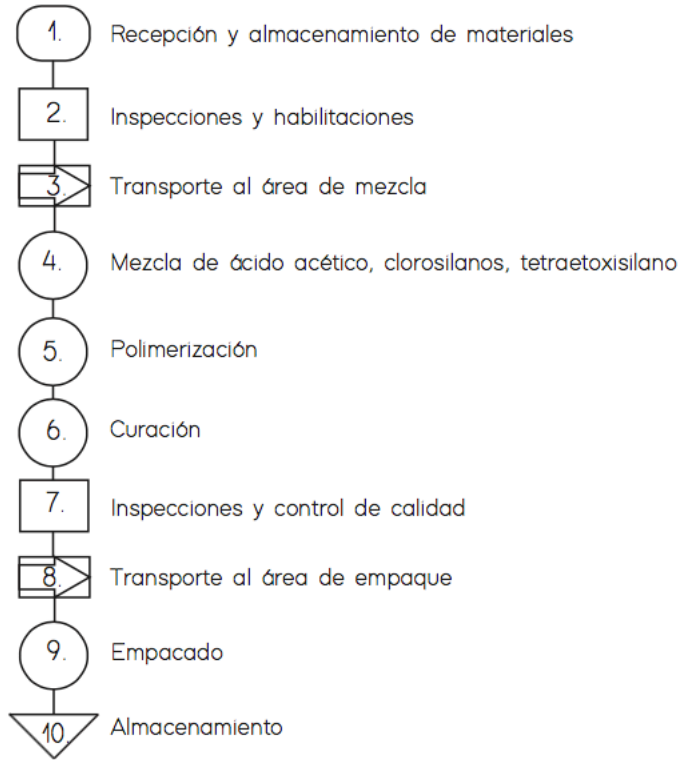 1. Recepción y almacenamiento de materiales
2. Inspecciones y habilitaciones
3. Transporte al área de mezcla
4. Mezcla de ácido acético, clorosilanos, tetraetoxisilano
5. Polimerización
6. Curación
7. Inspecciones y control de calidad
8. Transporte al área de empaque
9. Empacado
10. Almacenamiento